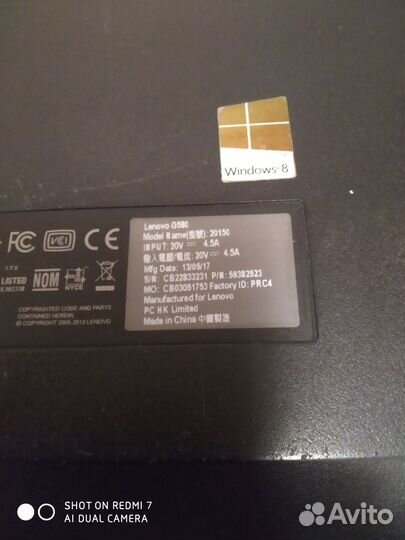 Windows 8
Lenovo G580
Model Name(型號): 20150
INPUT: 20V ⎓ 4.5A
輸入電壓/電流: 20V ⎓ 4.5A
Mfg Date : 13/05/17
S/N: CB22833231 P/N: 59382523
MO: CB03051753 Factory ID: PRC4
Manufactured for Lenovo
PC HK Limited
Made in China 中國製造
FC
CE
I.T.E
LISTED
NOM
NYCE
COPYRIGHTED CODE AND PARTS
CONTAINED HEREIN.
© COPYRIGHT 2005, 2012 LENOVO
SHOT ON REDMI 7
AI DUAL CAMERA
Avito